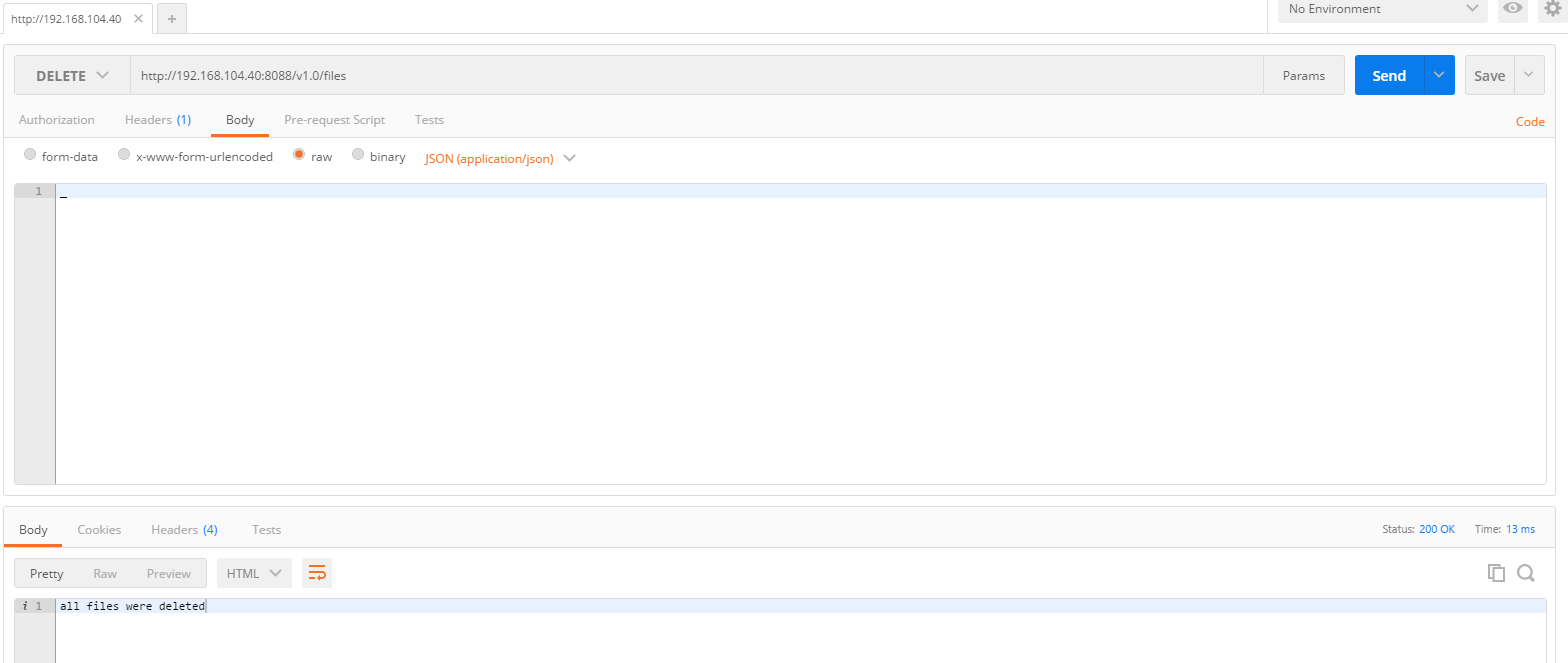 http://192.168.104.40
No Environment
DELETE http://192.168.104.40:8088/v1.0/files Params Send Save
Authorization Headers (1) Body Pre-request Script Tests Code
form-data x-www-form-urlencoded raw binary JSON (application/json)
1
Body Cookies Headers (4) Tests Status: 200 OK Time: 13 ms
Pretty Raw Preview HTML
i 1 all files were deleted